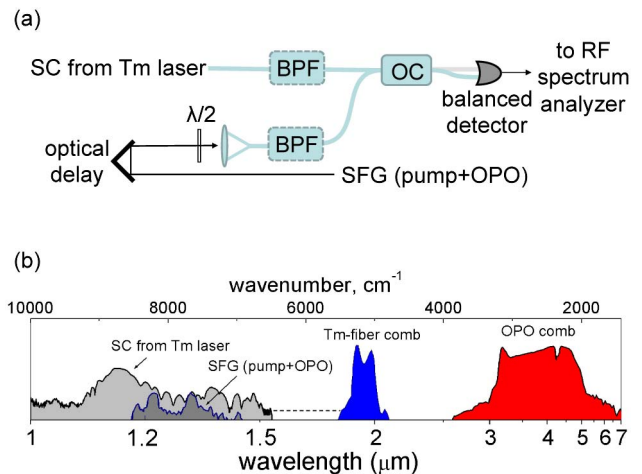 (a)
SC from Tm laser
BPF
OC
to RF
spectrum
analyzer
balanced
detector
λ/2
BPF
optical
delay
SFG (pump+OPO)
(b)
wavenumber, cm-1
10000 8000 6000 4000 2000
SC from Tm laser
SFG (pump+OPO)
Tm-fiber comb
OPO comb
1 1.2 1.5 2 3 4 5 6 7
wavelength (μm)